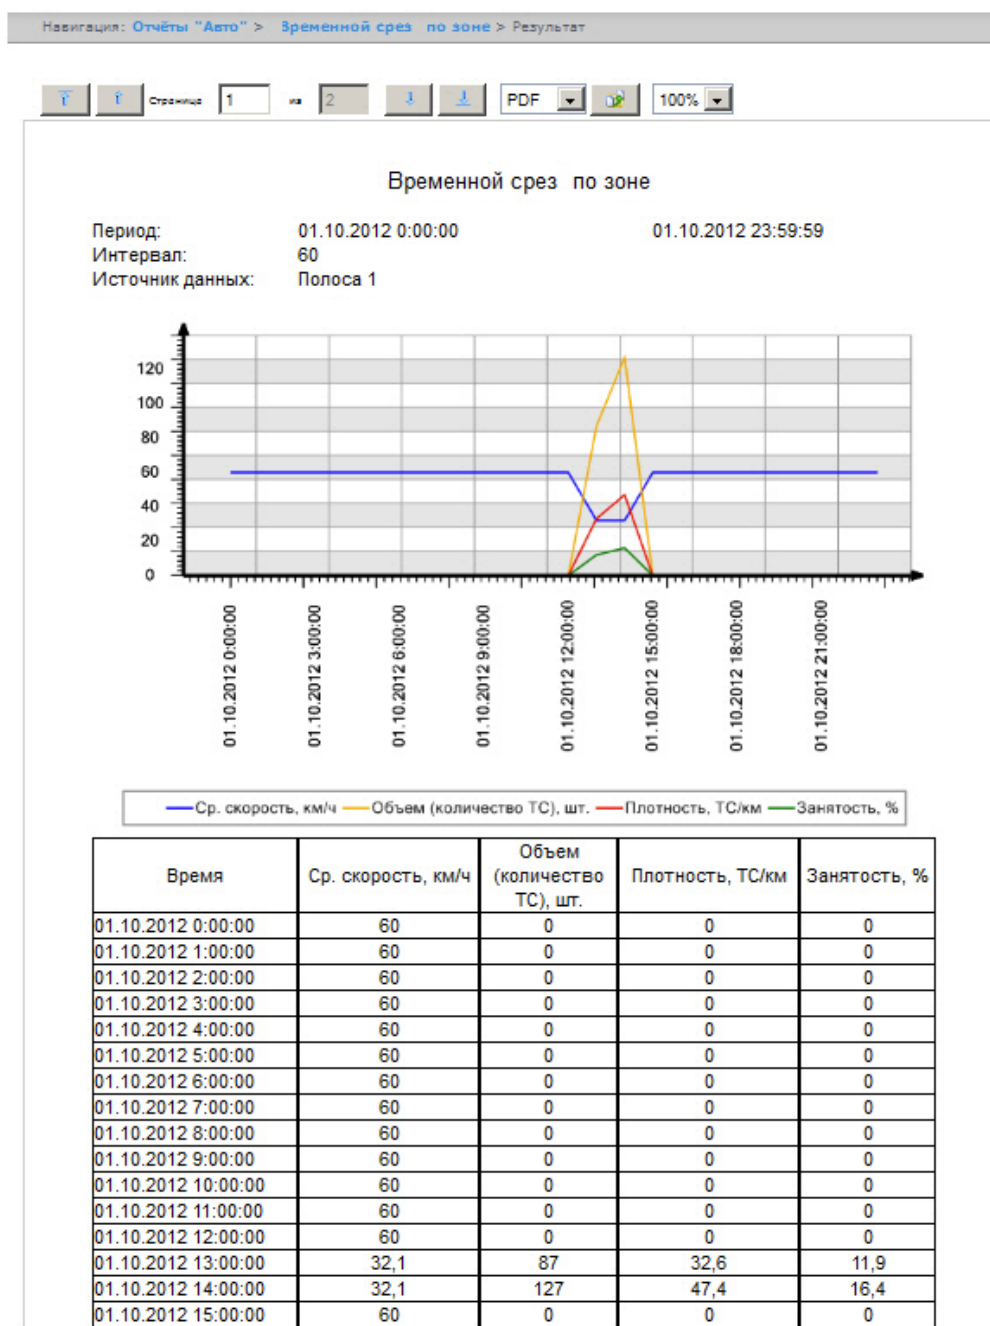 Навигация: Отчёты "Авто" > Временной срез по зоне > Результат
Страница 1 из 2 PDF 100%
Временной срез по зоне
Период: 01.10.2012 0:00:00 01.10.2012 23:59:59
Интервал: 60
Источник данных: Полоса 1
120
100
80
60
40
20
0
01.10.2012 0:00:00
01.10.2012 3:00:00
01.10.2012 6:00:00
01.10.2012 9:00:00
01.10.2012 12:00:00
01.10.2012 15:00:00
01.10.2012 18:00:00
01.10.2012 21:00:00
Ср. скорость, км/ч Объем (количество ТС), шт. Плотность, ТС/км Занятость, %
Время Ср. скорость, км/ч Объем (количество ТС), шт. Плотность, ТС/км Занятость, %
01.10.2012 0:00:00 60 0 0 0
01.10.2012 1:00:00 60 0 0 0
01.10.2012 2:00:00 60 0 0 0
01.10.2012 3:00:00 60 0 0 0
01.10.2012 4:00:00 60 0 0 0
01.10.2012 5:00:00 60 0 0 0
01.10.2012 6:00:00 60 0 0 0
01.10.2012 7:00:00 60 0 0 0
01.10.2012 8:00:00 60 0 0 0
01.10.2012 9:00:00 60 0 0 0
01.10.2012 10:00:00 60 0 0 0
01.10.2012 11:00:00 60 0 0 0
01.10.2012 12:00:00 60 0 0 0
01.10.2012 13:00:00 32,1 87 32,6 11,9
01.10.2012 14:00:00 32,1 127 47,4 16,4
01.10.2012 15:00:00 60 0 0 0